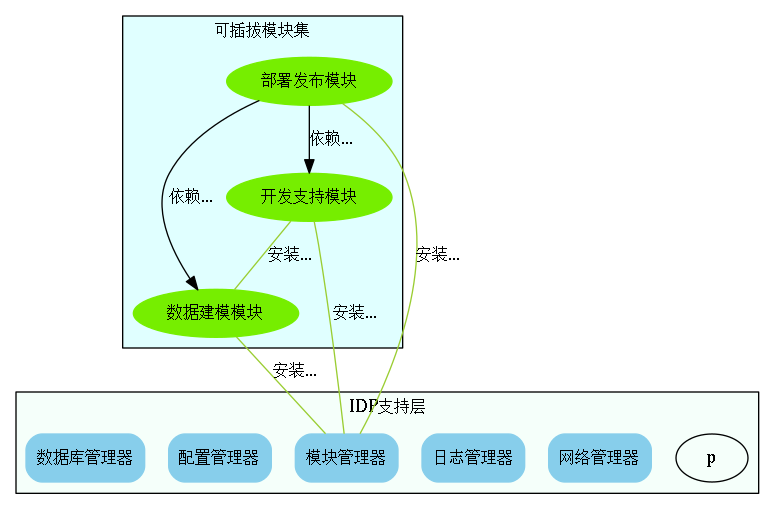 可插拔模块集
部署发布模块
依赖...
依赖...
开发支持模块
安装...
安装...
数据建模模块
安装...
安装...
IDP支持层
数据库管理器
配置管理器
模块管理器
日志管理器
网络管理器
p